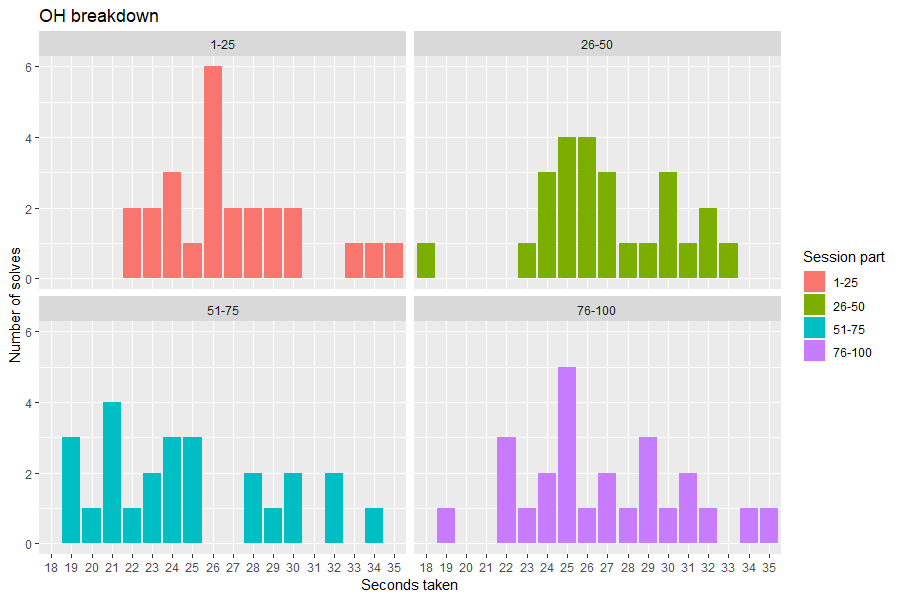 OH breakdown
1-25 26-50
6
4
2
0
51-75 76-100
6
4
2
0
18 19 20 21 22 23 24 25 26 27 28 29 30 31 32 33 34 35 18 19 20 21 22 23 24 25 26 27 28 29 30 31 32 33 34 35
Seconds taken
Number of solves
Session part
1-25
26-50
51-75
76-100